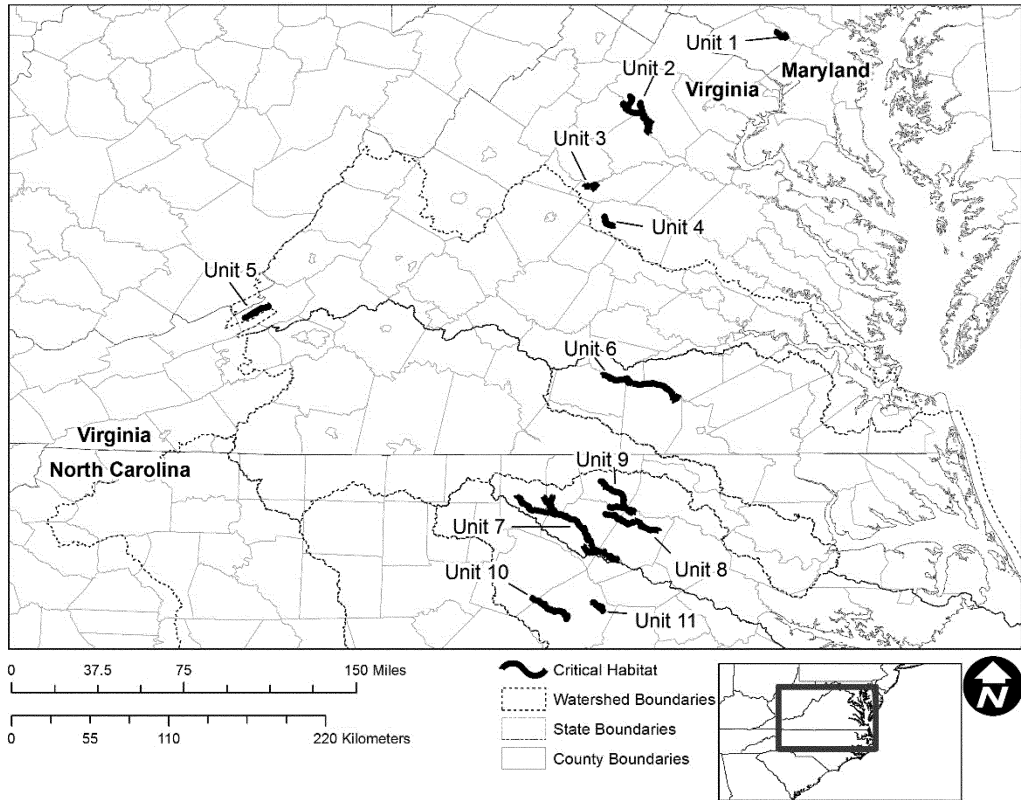 Unit 1
Maryland
Unit 2
Virginia
Unit 3
Unit 4
Unit 5
Unit 6
Virginia
North Carolina
Unit 9
Unit 7
Unit 8
Unit 10
Unit 11
0 37.5 75 150 Miles
0 55 110 220 Kilometers
Critical Habitat
Watershed Boundaries
State Boundaries
County Boundaries
N